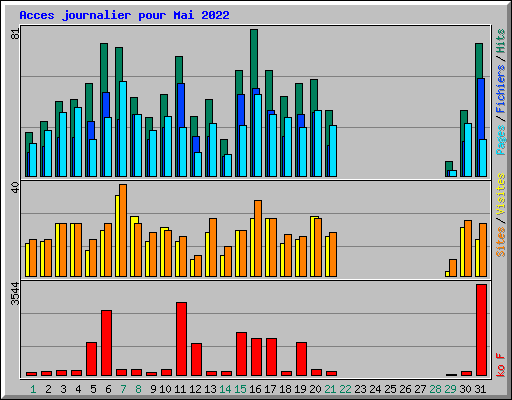 Acces journalier pour Mai 2022
81
Pages / Fichiers / Hits
40
Sites / Visites
3544
ko F
1 2 3 4 5 6 7 8 9 10 11 12 13 14 15 16 17 18 19 20 21 22 23 24 25 26 27 28 29 30 31